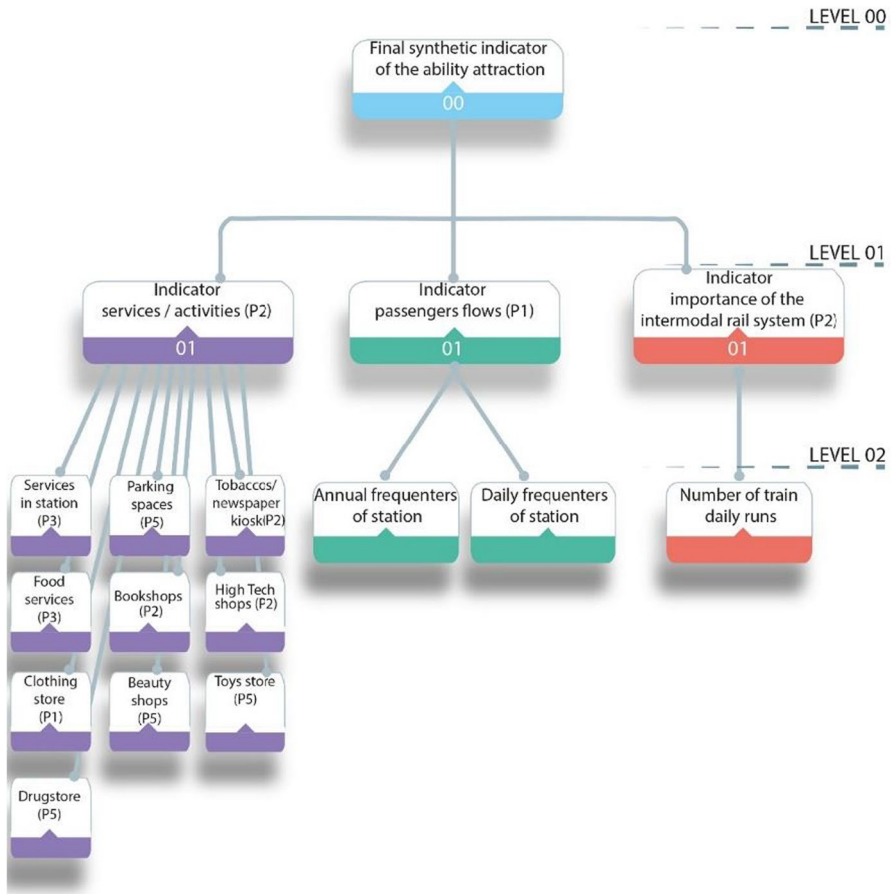 LEVEL 00
Final synthetic indicator
of the ability attraction
00
LEVEL 01
Indicator
services / activities (P2)
01
Indicator
passengers flows (P1)
01
Indicator
importance of the
intermodal rail system (P2)
01
LEVEL 02
Services
in station
(P3)
Parking
spaces
(P5)
Tobaccos/
newspaper
kiosk(P2)
Annual frequenters
of station
Daily frequenters
of station
Number of train
daily runs
Food
services
(P3)
Bookshops
(P2)
High Tech
shops (P2)
Clothing
store
(P1)
Beauty
shops
(P5)
Toys store
(P5)
Drugstore
(P5)